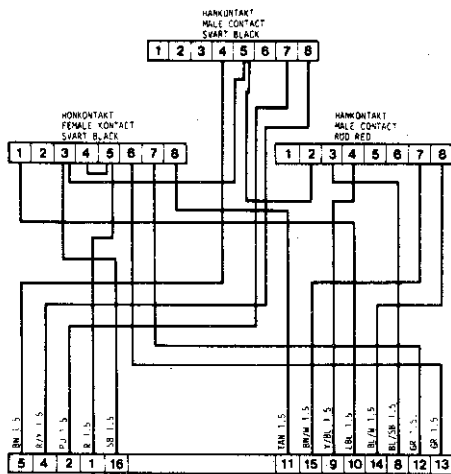 HANKONTAKT
MALE CONTACT
SVART BLACK
1 2 3 4 5 6 7 8
HONKONTAKT
FEMALE KONTACT
SVART BLACK
1 2 3 4 5 6 7 8
HANKONTAKT
MALE CONTACT
RÖD RED
1 2 3 4 5 6 7 8
BN 1.5
R/Y 1.5
PU 1.5
R 1.5
SB 1.5
TAN 1.5
BN/W 1.5
Y/BL 1.5
LBL 1.5
BL/W 1.5
BL/SB 1.5
GR 1.5
GR 1.5
5 4 2 1 16
11 15 9 10 14 8 12 13